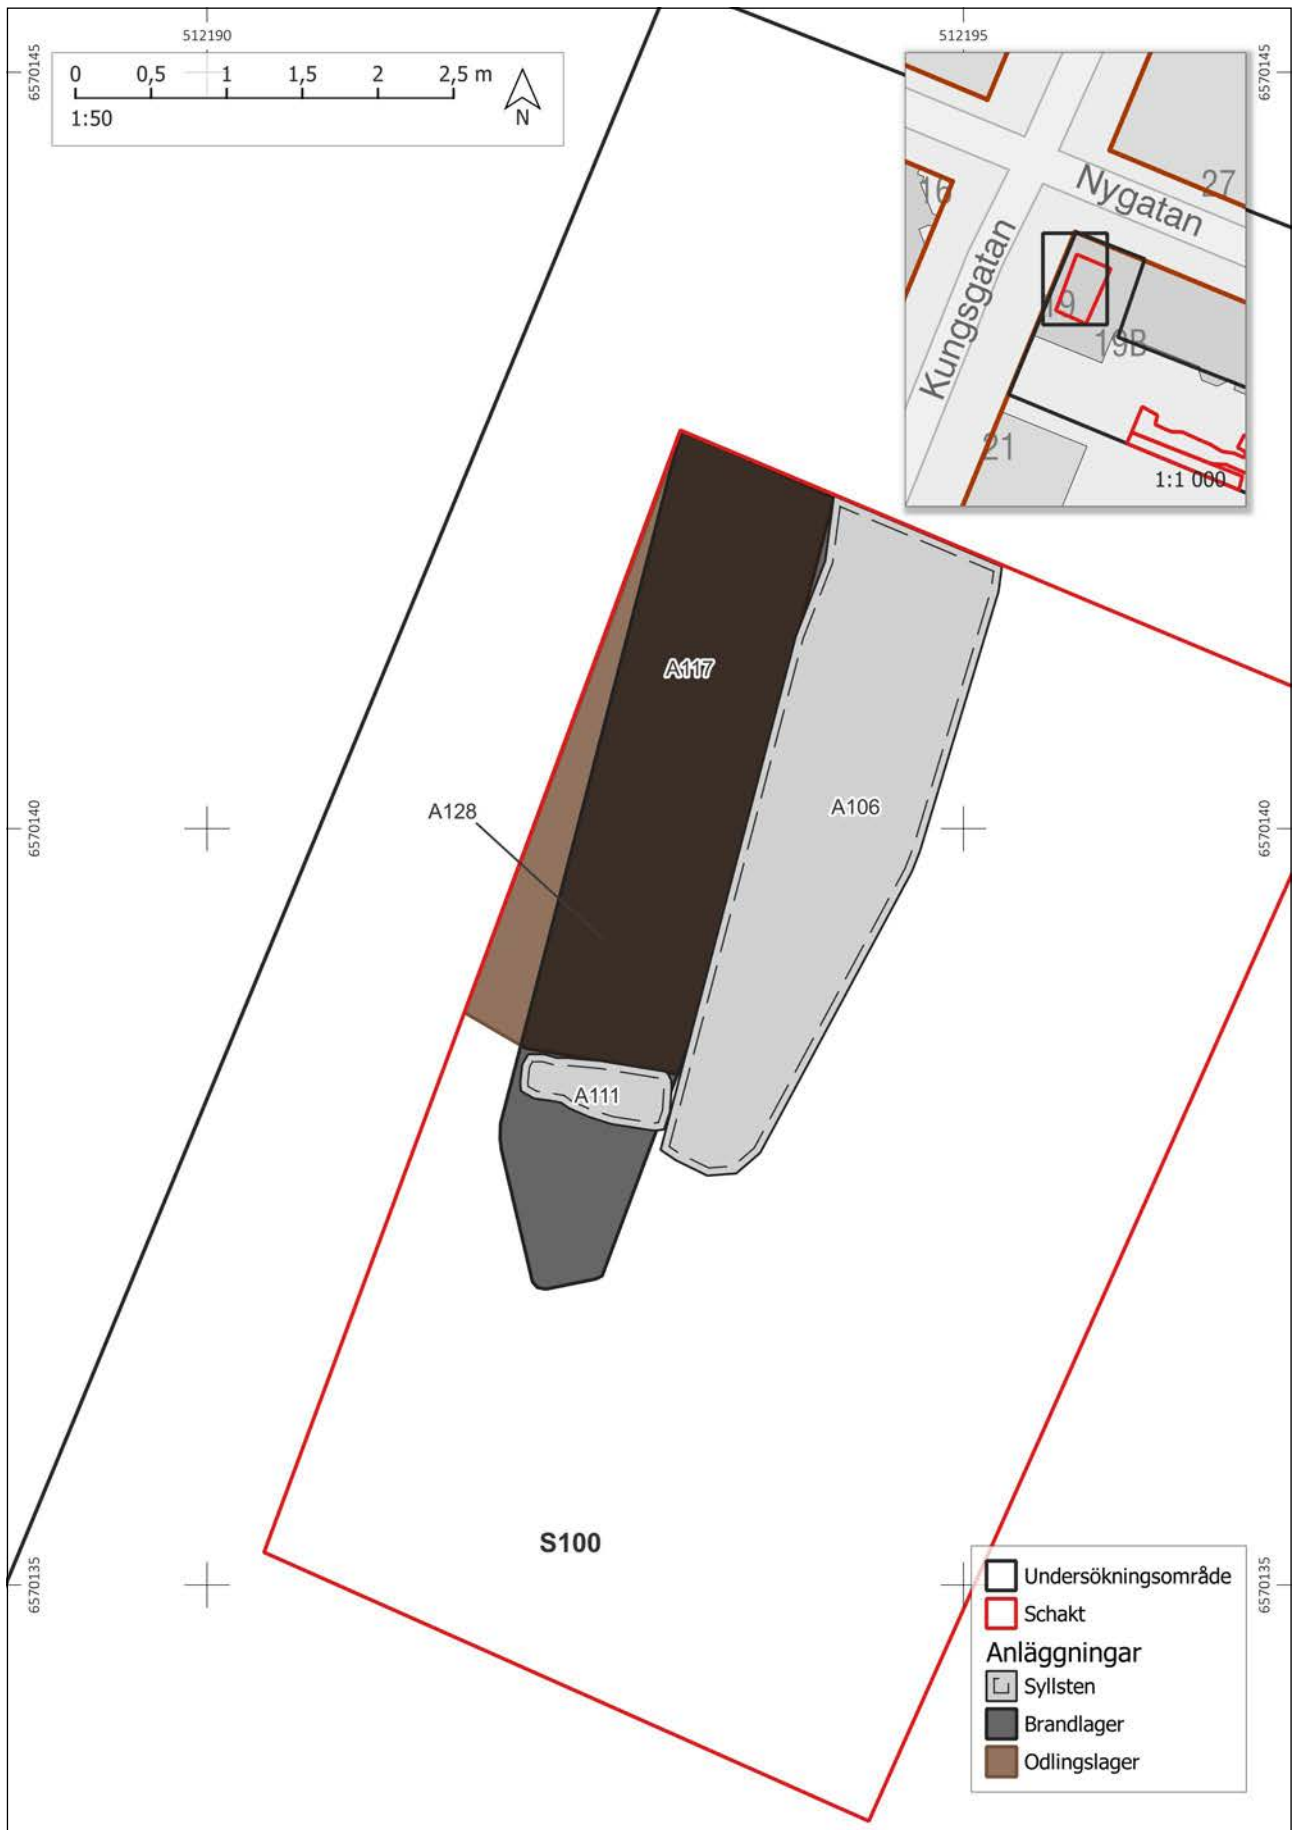 512190
512195
6570145
6570145
0 0,5 1 1,5 2 2,5 m
1:50
N
16
27
Nygatan
Kungsgatan
19
19B
21
1:1 000
A117
A106
A128
6570140
6570140
A111
S100
6570135
6570135
Undersökningsområde
Schakt
Anläggningar
Syllsten
Brandlager
Odlingslager